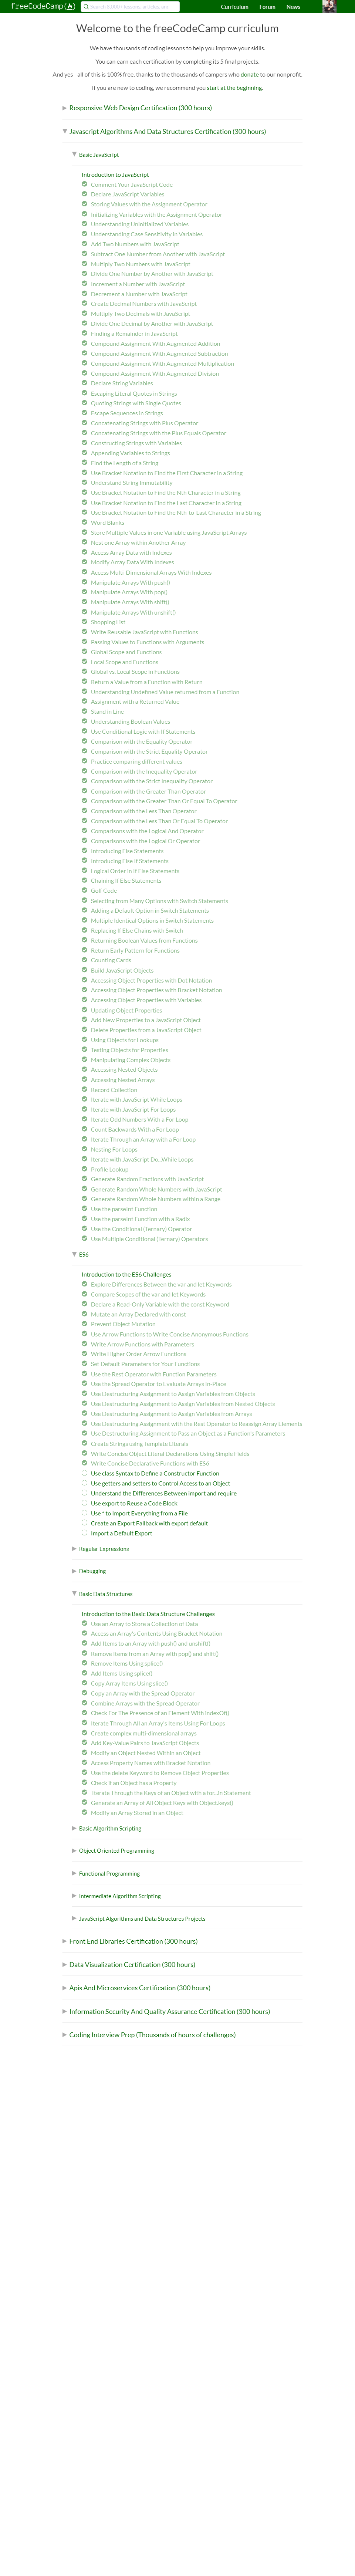 freeCodeCamp(🔥)
Search 5,000+ lessons, articles, and
Curriculum
Forum
News
Welcome to the freeCodeCamp curriculum
We have thousands of coding lessons to help you improve your skills.
You can earn each certification by completing its 5 final projects.
And yes - all of this is 100% free, thanks to the thousands of campers who donate to our nonprofit.
If you are new to coding, we recommend you start at the beginning.
Responsive Web Design Certification (300 hours)
Javascript Algorithms And Data Structures Certification (300 hours)
Basic JavaScript
Introduction to JavaScript
Comment Your JavaScript Code
Declare JavaScript Variables
Storing Values with the Assignment Operator
Initializing Variables with the Assignment Operator
Understanding Uninitialized Variables
Understanding Case Sensitivity in Variables
Add Two Numbers with JavaScript
Subtract One Number from Another with JavaScript
Multiply Two Numbers with JavaScript
Divide One Number by Another with JavaScript
Increment a Number with JavaScript
Decrement a Number with JavaScript
Create Decimal Numbers with JavaScript
Multiply Two Decimals with JavaScript
Divide One Decimal by Another with JavaScript
Finding a Remainder in JavaScript
Compound Assignment With Augmented Addition
Compound Assignment With Augmented Subtraction
Compound Assignment With Augmented Multiplication
Compound Assignment With Augmented Division
Declare String Variables
Escaping Literal Quotes in Strings
Quoting Strings with Single Quotes
Escape Sequences in Strings
Concatenating Strings with Plus Operator
Concatenating Strings with the Plus Equals Operator
Constructing Strings with Variables
Appending Variables to Strings
Find the Length of a String
Use Bracket Notation to Find the First Character in a String
Understand String Immutability
Use Bracket Notation to Find the Nth Character in a String
Use Bracket Notation to Find the Last Character in a String
Use Bracket Notation to Find the Nth-to-Last Character in a String
Word Blanks
Store Multiple Values in one Variable using JavaScript Arrays
Nest one Array within Another Array
Access Array Data with Indexes
Modify Array Data With Indexes
Access Multi-Dimensional Arrays With Indexes
Manipulate Arrays With push()
Manipulate Arrays With pop()
Manipulate Arrays With shift()
Manipulate Arrays With unshift()
Shopping List
Write Reusable JavaScript with Functions
Passing Values to Functions with Arguments
Global Scope and Functions
Local Scope and Functions
Global vs. Local Scope in Functions
Return a Value from a Function with Return
Understanding Undefined Value returned from a Function
Assignment with a Returned Value
Stand in Line
Understanding Boolean Values
Use Conditional Logic with If Statements
Comparison with the Equality Operator
Comparison with the Strict Equality Operator
Practice comparing different values
Comparison with the Inequality Operator
Comparison with the Strict Inequality Operator
Comparison with the Greater Than Operator
Comparison with the Greater Than Or Equal To Operator
Comparison with the Less Than Operator
Comparison with the Less Than Or Equal To Operator
Comparisons with the Logical And Operator
Comparisons with the Logical Or Operator
Introducing Else Statements
Introducing Else If Statements
Logical Order in If Else Statements
Chaining If Else Statements
Golf Code
Selecting from Many Options with Switch Statements
Adding a Default Option in Switch Statements
Multiple Identical Options in Switch Statements
Replacing If Else Chains with Switch
Returning Boolean Values from Functions
Return Early Pattern for Functions
Counting Cards
Build JavaScript Objects
Accessing Object Properties with Dot Notation
Accessing Object Properties with Bracket Notation
Accessing Object Properties with Variables
Updating Object Properties
Add New Properties to a JavaScript Object
Delete Properties from a JavaScript Object
Using Objects for Lookups
Testing Objects for Properties
Manipulating Complex Objects
Accessing Nested Objects
Accessing Nested Arrays
Record Collection
Iterate with JavaScript While Loops
Iterate with JavaScript For Loops
Iterate Odd Numbers With a For Loop
Count Backwards With a For Loop
Iterate Through an Array with a For Loop
Nesting For Loops
Iterate with JavaScript Do...While Loops
Profile Lookup
Generate Random Fractions with JavaScript
Generate Random Whole Numbers with JavaScript
Generate Random Whole Numbers within a Range
Use the parseInt Function
Use the parseInt Function with a Radix
Use the Conditional (Ternary) Operator
Use Multiple Conditional (Ternary) Operators
ES6
Introduction to the ES6 Challenges
Explore Differences Between the var and let Keywords
Compare Scopes of the var and let Keywords
Declare a Read-Only Variable with the const Keyword
Mutate an Array Declared with const
Prevent Object Mutation
Use Arrow Functions to Write Concise Anonymous Functions
Write Arrow Functions with Parameters
Write Higher Order Arrow Functions
Set Default Parameters for Your Functions
Use the Rest Operator with Function Parameters
Use the Spread Operator to Evaluate Arrays In-Place
Use Destructuring Assignment to Assign Variables from Objects
Use Destructuring Assignment to Assign Variables from Nested Objects
Use Destructuring Assignment to Assign Variables from Arrays
Use Destructuring Assignment with the Rest Operator to Reassign Array Elements
Use Destructuring Assignment to Pass an Object as a Function's Parameters
Create Strings using Template Literals
Write Concise Object Literal Declarations Using Simple Fields
Write Concise Declarative Functions with ES6
Use class Syntax to Define a Constructor Function
Use getters and setters to Control Access to an Object
Understand the Differences Between import and require
Use export to Reuse a Code Block
Use * to Import Everything from a File
Create an Export Fallback with export default
Import a Default Export
Regular Expressions
Debugging
Basic Data Structures
Introduction to the Basic Data Structure Challenges
Use an Array to Store a Collection of Data
Access an Array's Contents Using Bracket Notation
Add Items to an Array with push() and unshift()
Remove Items from an Array with pop() and shift()
Remove Items Using splice()
Add Items Using splice()
Copy Array Items Using slice()
Copy an Array with the Spread Operator
Combine Arrays with the Spread Operator
Check For The Presence of an Element With indexOf()
Iterate Through All an Array's Items Using For Loops
Create complex multi-dimensional arrays
Add Key-Value Pairs to JavaScript Objects
Modify an Object Nested Within an Object
Access Property Names with Bracket Notation
Use the delete Keyword to Remove Object Properties
Check if an Object has a Property
Iterate Through the Keys of an Object with a for...in Statement
Generate an Array of All Object Keys with Object.keys()
Modify an Array Stored in an Object
Basic Algorithm Scripting
Object Oriented Programming
Functional Programming
Intermediate Algorithm Scripting
JavaScript Algorithms and Data Structures Projects
Front End Libraries Certification (300 hours)
Data Visualization Certification (300 hours)
Apis And Microservices Certification (300 hours)
Information Security And Quality Assurance Certification (300 hours)
Coding Interview Prep (Thousands of hours of challenges)